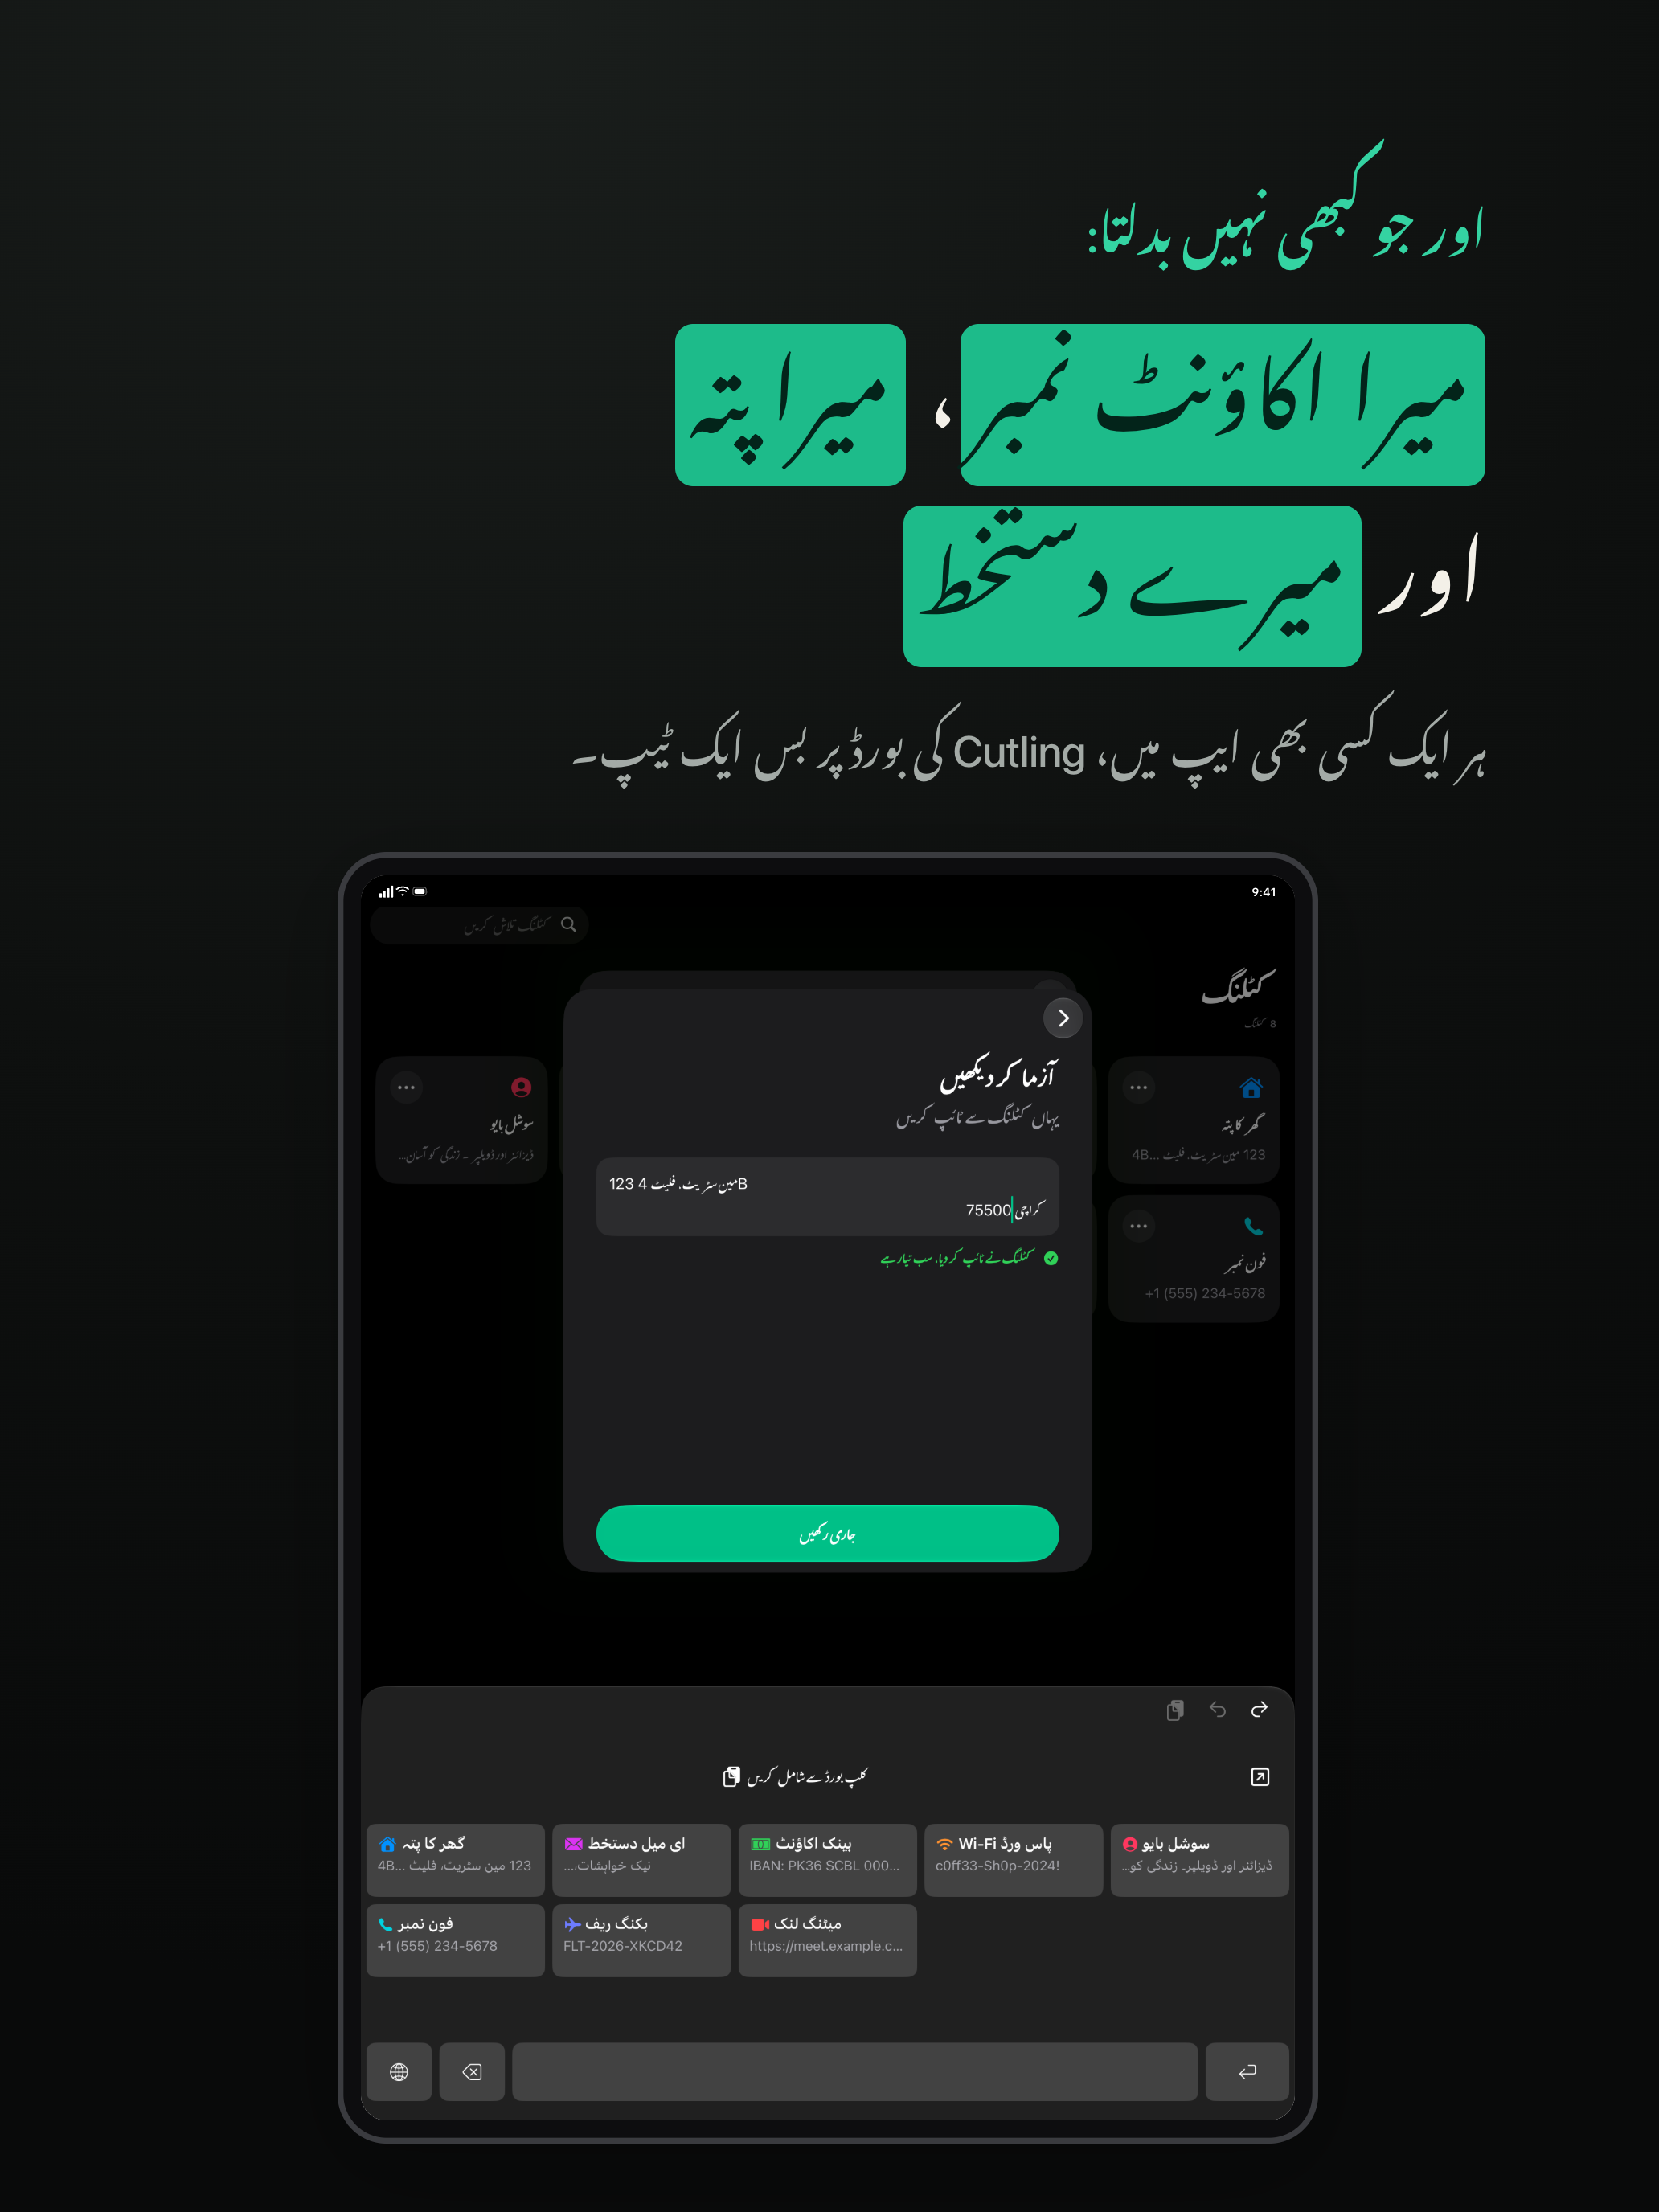 اور جو کبھی نہیں بدلتا:
میرا اکاؤنٹ نمبر، میرا پتہ
اور میرے دستخط
ہر ایک کسی بھی ایپ میں، Cutling کی بورڈ پر بس ایک ٹیپ۔
9:41
کٹلنگ تلاش کریں
کٹلنگ
8 کٹلنگ
گھر کا پتہ
123 مین سٹریٹ، فلیٹ 4B...
سوشل بایو
ڈیزائنر اور ڈویلپر - زندگی کو آسان...
فون نمبر
+1 (555) 234-5678
آزما کر دیکھیں
یہاں کٹلنگ سے ٹائپ کریں
123 مین سٹریٹ، فلیٹ 4B
کراچی 75500
کٹلنگ نے ٹائپ کر دیا، سب تیار ہے
جاری رکھیں
کلپ بورڈ سے شامل کریں
گھر کا پتہ
123 مین سٹریٹ، فلیٹ 4B...
ای میل دستخط
نیک خواہشات،...
بینک اکاؤنٹ
IBAN: PK36 SCBL 000...
Wi-Fi پاس ورڈ
c0ff33-Sh0p-2024!
سوشل بایو
ڈیزائنر اور ڈویلپر۔ زندگی کو...
فون نمبر
+1 (555) 234-5678
بکنگ ریف
FLT-2026-XKCD42
میٹنگ لنک
https://meet.example.c...